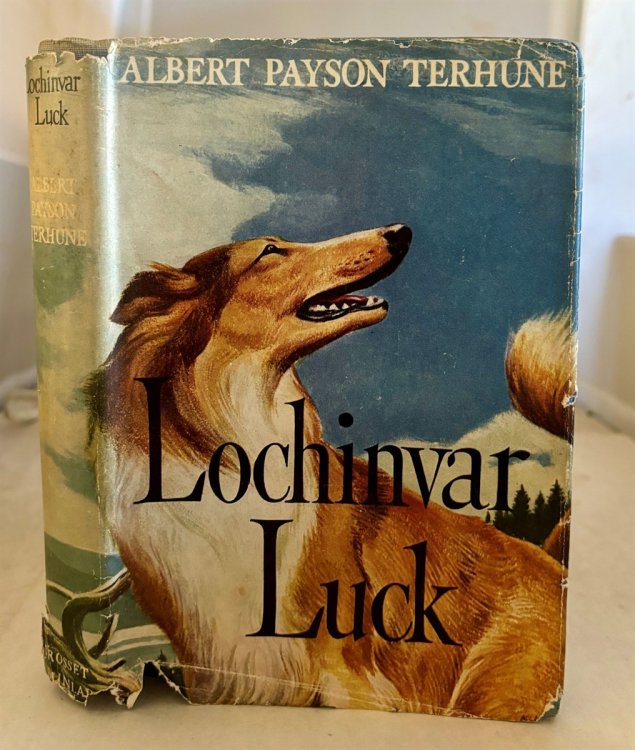 Lochinvar
Luck
ALBERT
PAYSON
TERHUNE
ALBERT PAYSON TERHUNE
Lochinvar
Luck